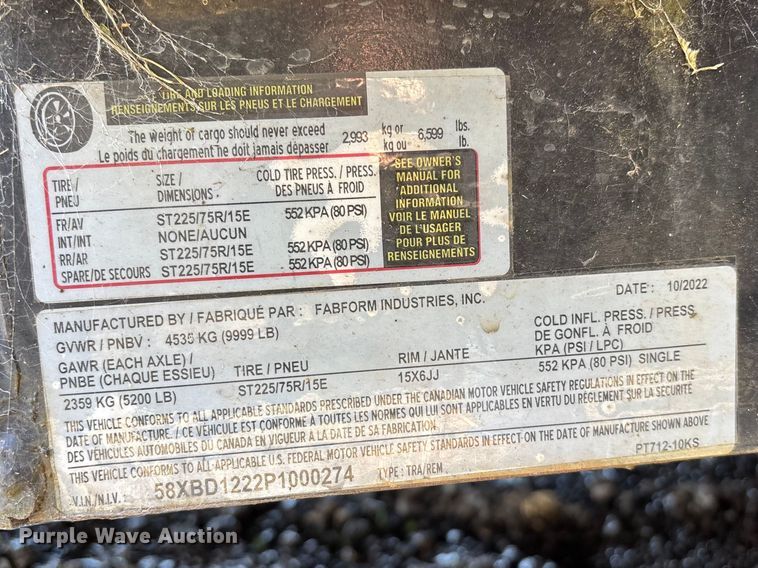 TIRE AND LOADING INFORMATION
RENSEIGNEMENTS SUR LES PNEUS ET LE CHARGEMENT
The weight of cargo should never exceed 2,993 kg or 6,599 lbs.
Le poids du chargement ne doit jamais dépasser kg ou lb.
TIRE / SIZE / COLD TIRE PRESS. / PRESS.
PNEU DIMENSIONS DES PNEUS À FROID
FR/AV ST225/75R/15E 552 KPA (80 PSI)
INT/INT NONE/AUCUN
RR/AR ST225/75R/15E 552 KPA (80 PSI)
SPARE/DE SECOURS ST225/75R/15E 552 KPA (80 PSI)
SEE OWNER'S
MANUAL FOR
ADDITIONAL
INFORMATION
VOIR LE MANUEL
DE L'USAGER
POUR PLUS DE
RENSEIGNEMENTS
MANUFACTURED BY / FABRIQUÉ PAR : FABFORM INDUSTRIES, INC. DATE : 10/2022
GVWR / PNBV : 4535 KG (9999 LB)
COLD INFL. PRESS. / PRESS
DE GONFL. À FROID
GAWR (EACH AXLE) / TIRE / PNEU RIM / JANTE KPA (PSI / LPC)
PNBE (CHAQUE ESSIEU)
2359 KG (5200 LB) ST225/75R/15E 15X6JJ 552 KPA (80 PSI) SINGLE
THIS VEHICLE CONFORMS TO ALL APPLICABLE STANDARDS PRESCRIBED UNDER THE CANADIAN MOTOR VEHICLE SAFETY REGULATIONS IN EFFECT ON THE
DATE OF MANUFACTURE. / CE VÉHICULE EST CONFORME À TOUTES LES NORMES QUI LUI SONT APPLICABLES EN VERTU DU RÈGLEMENT SUR LA SÉCURITÉ
DES VÉHICULES AUTOMOBILES DU CANADA EN VIGUEUR A LA DATE DE SA FABRICATION.
THIS VEHICLE CONFORMS TO ALL APPLICABLE U.S. FEDERAL MOTOR VEHICLE SAFETY STANDARDS IN EFFECT ON THE DATE OF MANUFACTURE SHOWN ABOVE
PT712-10KS
V.I.N./N.I.V. 58XBD1222P1000274 TYPE : TRA/REM
Purple Wave Auction